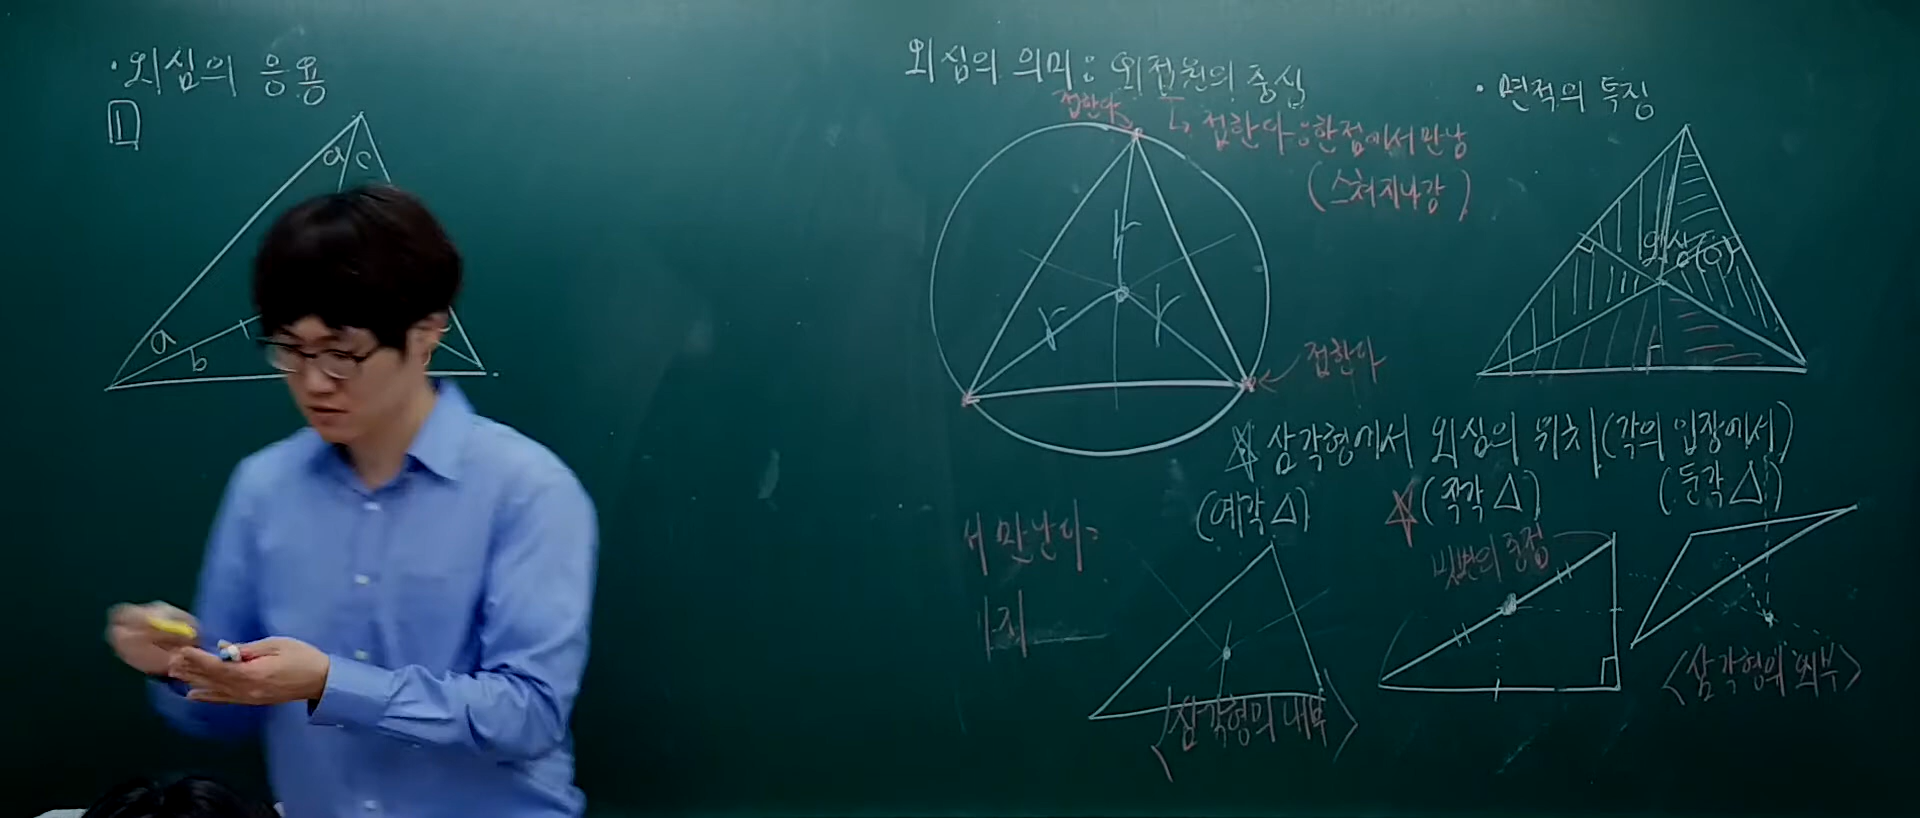 ·외심의 응용
1
a c
a
b
외심의 의미: 외접원의 중심
접한다
↳ 접한다:한점에서 만남
(스쳐지나감)
r
r r
접한다
·면적의 특징
외심(O)
☆ 삼각형에서 외심의 위치(각의 입장에서)
(예각△) ☆(직각△) (둔각△)
서 만난다:
빗변의 중점
<삼각형의 내부>
<삼각형의 외부>